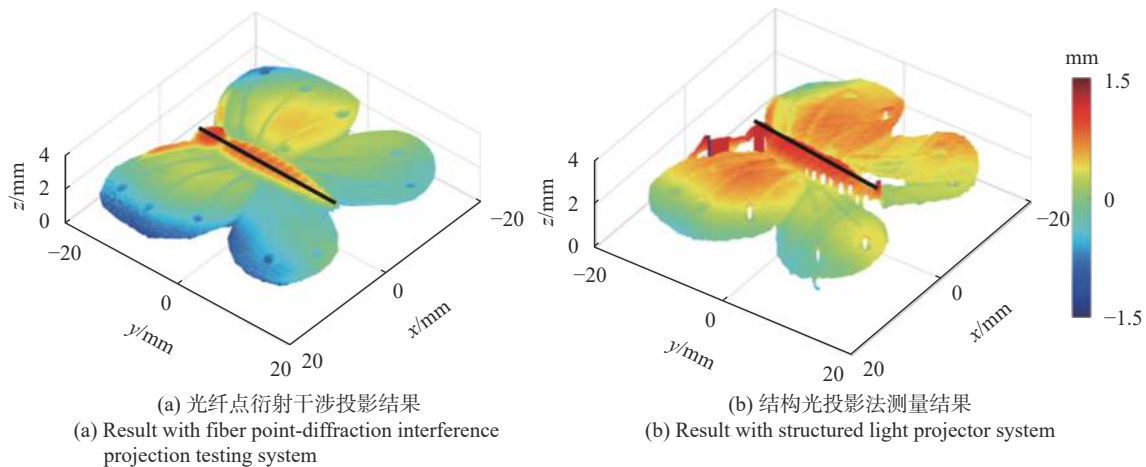 mm
1.5
0
−1.5
4
2
0
z/mm
−20
0
20
y/mm
20
0
−20
x/mm
4
2
0
z/mm
−20
0
20
y/mm
20
0
−20
x/mm
(a) 光纤点衍射干涉投影结果
(a) Result with fiber point-diffraction interference
projection testing system
(b) 结构光投影法测量结果
(b) Result with structured light projector system